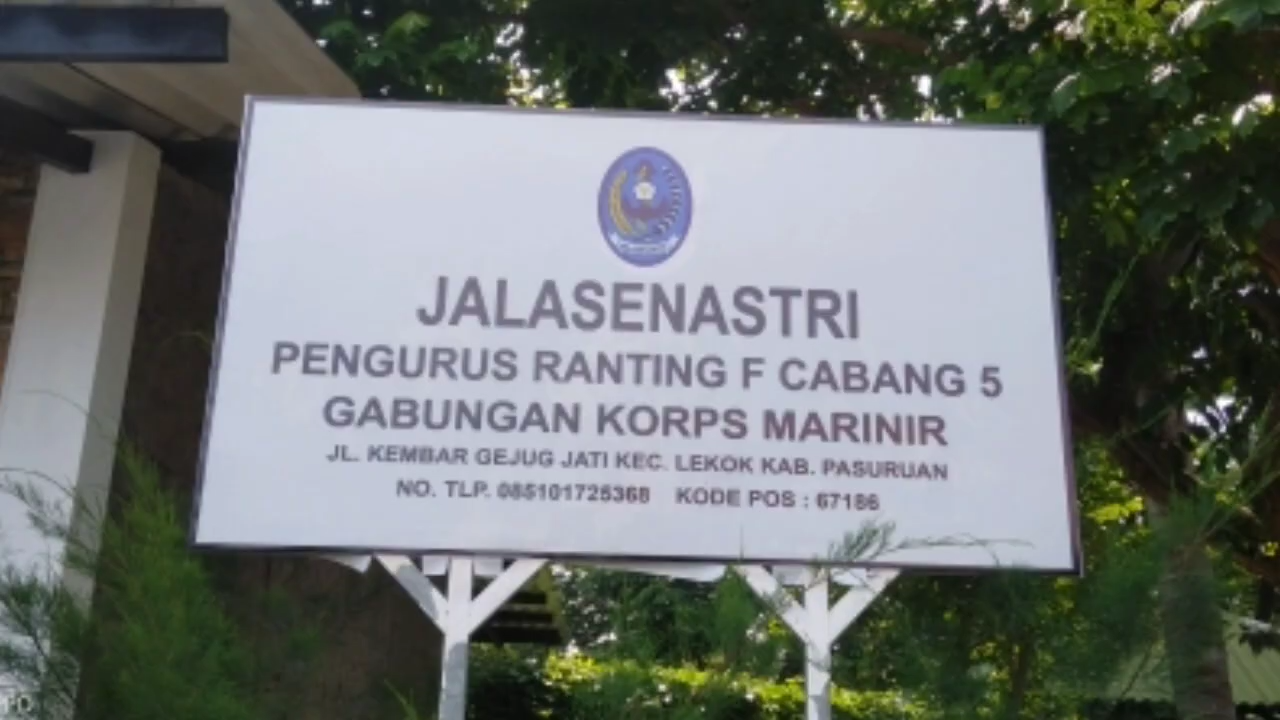 JALASENASTRI
PENGURUS RANTING F CABANG 5
GABUNGAN KORPS MARINIR
JL. KEMBAR GEJUG JATI KEC. LEKOK KAB. PASURUAN
NO. TLP. 085101725368 KODE POS : 67186